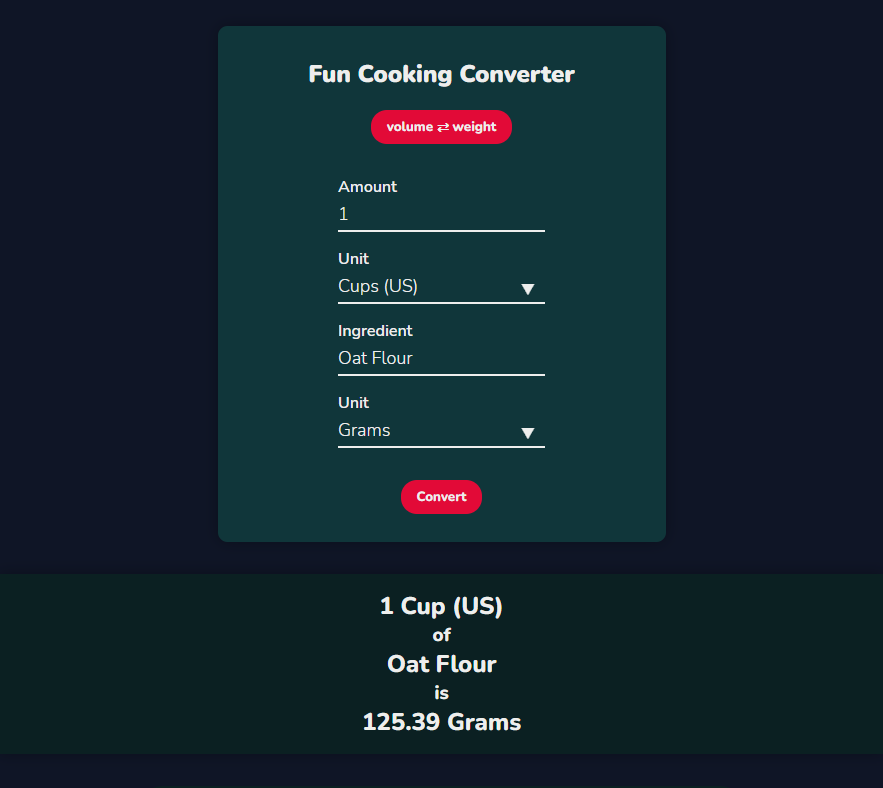 Fun Cooking Converter
volume ⇄ weight
Amount
1
Unit
Cups (US)
Ingredient
Oat Flour
Unit
Grams
Convert
1 Cup (US)
of
Oat Flour
is
125.39 Grams